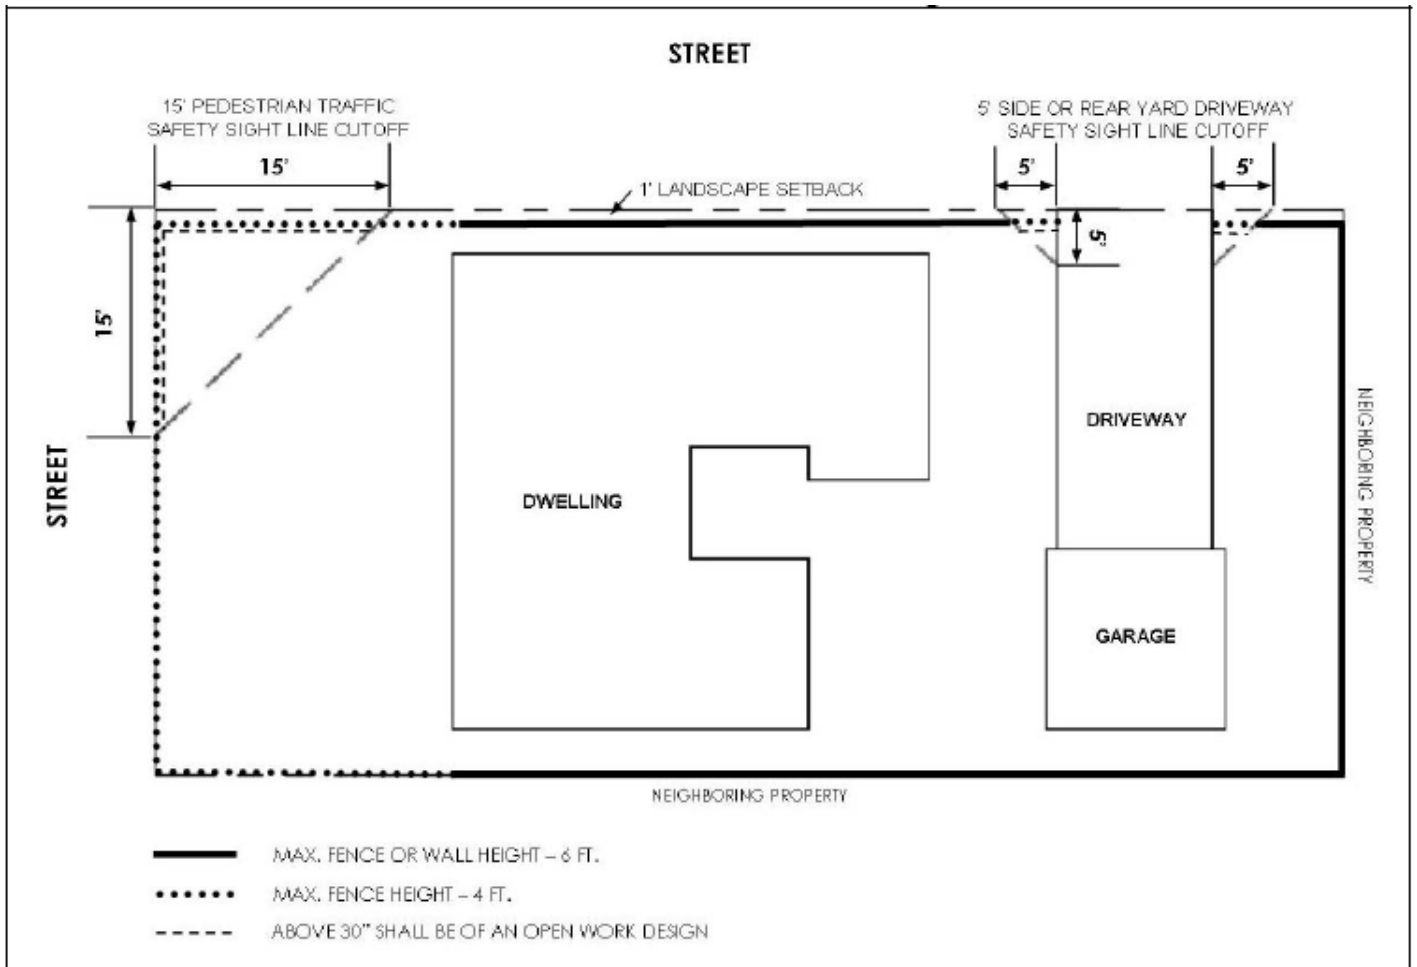 STREET
15' PEDESTRIAN TRAFFIC
SAFETY SIGHT LINE CUTOFF
5' SIDE OR REAR YARD DRIVEWAY
SAFETY SIGHT LINE CUTOFF
15'
5'
5'
1' LANDSCAPE SETBACK
5'
15'
STREET
DWELLING
DRIVEWAY
GARAGE
NEIGHBORING PROPERTY
NEIGHBORING PROPERTY
MAX. FENCE OR WALL HEIGHT – 6 FT.
MAX. FENCE HEIGHT – 4 FT.
ABOVE 30" SHALL BE OF AN OPEN WORK DESIGN